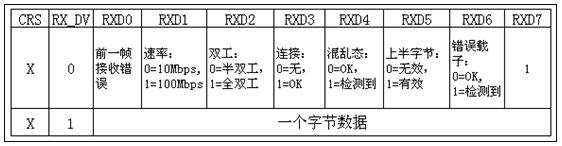 CRS RX_DV RXD0 RXD1 RXD2 RXD3 RXD4 RXD5 RXD6 RXD7
X 0
前一帧
接收错
误
速率:
0=10Mbps,
1=100Mbps
双工:
0=半双工,
1=全双工
连接:
0=无,
1=OK
混乱态:
0=OK,
1=检测到
上半字节:
0=无效,
1=有效
错误载
子:
0=OK,
1=检测到
1
X 1 一个字节数据